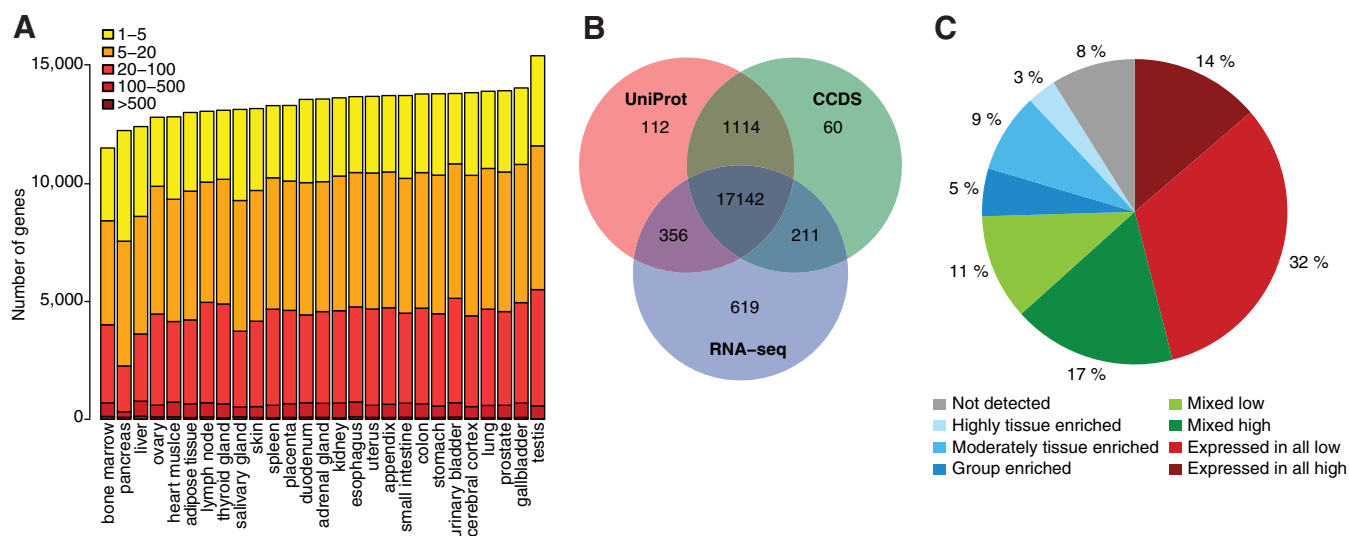 A
1–5
5–20
20–100
100–500
>500
Number of genes
15,000
10,000
5,000
0
bone marrow
pancreas
liver
ovary
heart muslce
adipose tissue
lymph node
thyroid gland
salivary gland
skin
spleen
placenta
duodenum
adrenal gland
kidney
esophagus
uterus
appendix
small intestine
colon
stomach
urinary bladder
cerebral cortex
lung
prostate
gallbladder
testis
B
UniProt
112
1114
CCDS
60
17142
356
211
619
RNA–seq
C
8 %
14 %
3 %
9 %
5 %
32 %
11 %
17 %
Not detected
Highly tissue enriched
Moderately tissue enriched
Group enriched
Mixed low
Mixed high
Expressed in all low
Expressed in all high